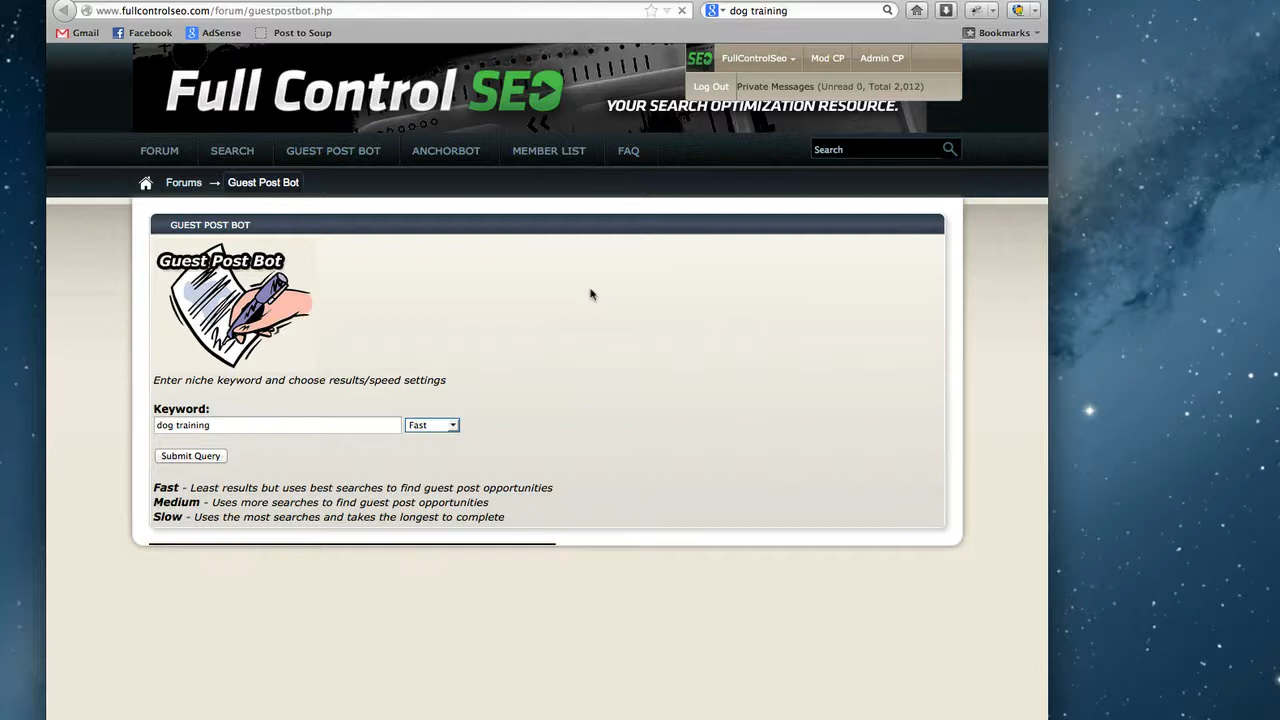 www.fullcontrolseo.com/forum/guestpostbot.php
dog training
Gmail
Facebook
AdSense
Post to Soup
Bookmarks
Full Control SEO
YOUR SEARCH OPTIMIZATION RESOURCE.
SEO
FullControlSeo
Mod CP
Admin CP
Log Out
Private Messages (Unread 0, Total 2,012)
FORUM
SEARCH
GUEST POST BOT
ANCHORBOT
MEMBER LIST
FAQ
Search
Forums → Guest Post Bot
GUEST POST BOT
Guest Post Bot
Enter niche keyword and choose results/speed settings
Keyword:
dog training
Fast
Submit Query
Fast - Least results but uses best searches to find guest post opportunities
Medium - Uses more searches to find guest post opportunities
Slow - Uses the most searches and takes the longest to complete